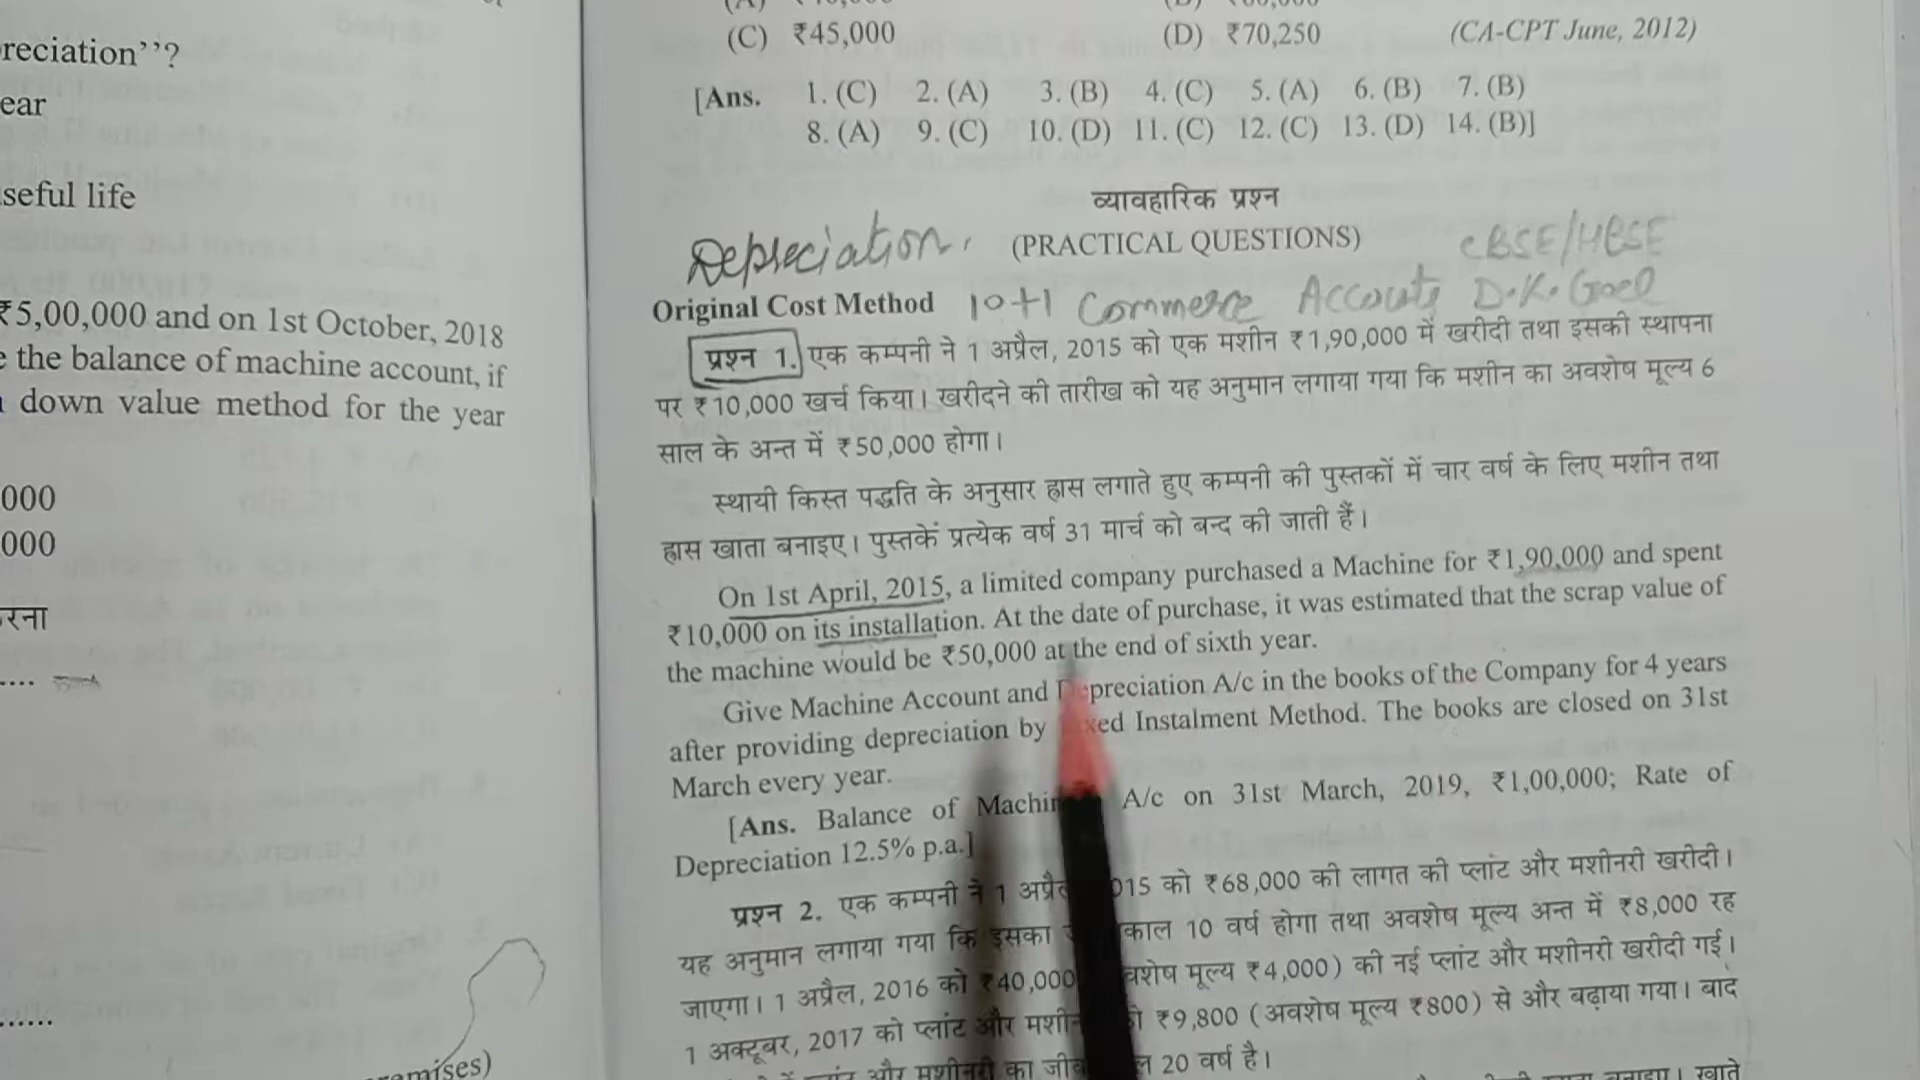 reciation’’?
ear
seful life
₹5,00,000 and on 1st October, 2018
e the balance of machine account, if
down value method for the year
000
000
रना
....
......
emises)
(C) ₹45,000 (D) ₹70,250 (CA-CPT June, 2012)
[Ans. 1. (C) 2. (A) 3. (B) 4. (C) 5. (A) 6. (B) 7. (B)
8. (A) 9. (C) 10. (D) 11. (C) 12. (C) 13. (D) 14. (B)]
व्यावहारिक प्रश्न
Depreciation. (PRACTICAL QUESTIONS) CBSE/HBSE
Original Cost Method 10+1 Commerce Accounts D.K. Goel
प्रश्न 1. एक कम्पनी ने 1 अप्रैल, 2015 को एक मशीन ₹1,90,000 में खरीदी तथा इसकी स्थापना
पर ₹10,000 खर्च किया। खरीदने की तारीख को यह अनुमान लगाया गया कि मशीन का अवशेष मूल्य 6
साल के अन्त में ₹50,000 होगा।
स्थायी किस्त पद्धति के अनुसार ह्रास लगाते हुए कम्पनी की पुस्तकों में चार वर्ष के लिए मशीन तथा
ह्रास खाता बनाइए। पुस्तकें प्रत्येक वर्ष 31 मार्च को बन्द की जाती हैं।
On 1st April, 2015, a limited company purchased a Machine for ₹1,90,000 and spent
₹10,000 on its installation. At the date of purchase, it was estimated that the scrap value of
the machine would be ₹50,000 at the end of sixth year.
Give Machine Account and Depreciation A/c in the books of the Company for 4 years
after providing depreciation by Fixed Instalment Method. The books are closed on 31st
March every year.
[Ans. Balance of Machin A/c on 31st March, 2019, ₹1,00,000; Rate of
Depreciation 12.5% p.a.]
प्रश्न 2. एक कम्पनी ने 1 अप्रैल 2015 को ₹68,000 की लागत की प्लांट और मशीनरी खरीदी।
यह अनुमान लगाया गया कि इसका काल 10 वर्ष होगा तथा अवशेष मूल्य अन्त में ₹8,000 रह
जाएगा। 1 अप्रैल, 2016 को ₹40,000 वशेष मूल्य ₹4,000) की नई प्लांट और मशीनरी खरीदी गई।
1 अक्टूबर, 2017 को प्लांट और मशीन ₹9,800 (अवशेष मूल्य ₹800) से और बढ़ाया गया। बाद
और मशीनरी का जीव 20 वर्ष है।